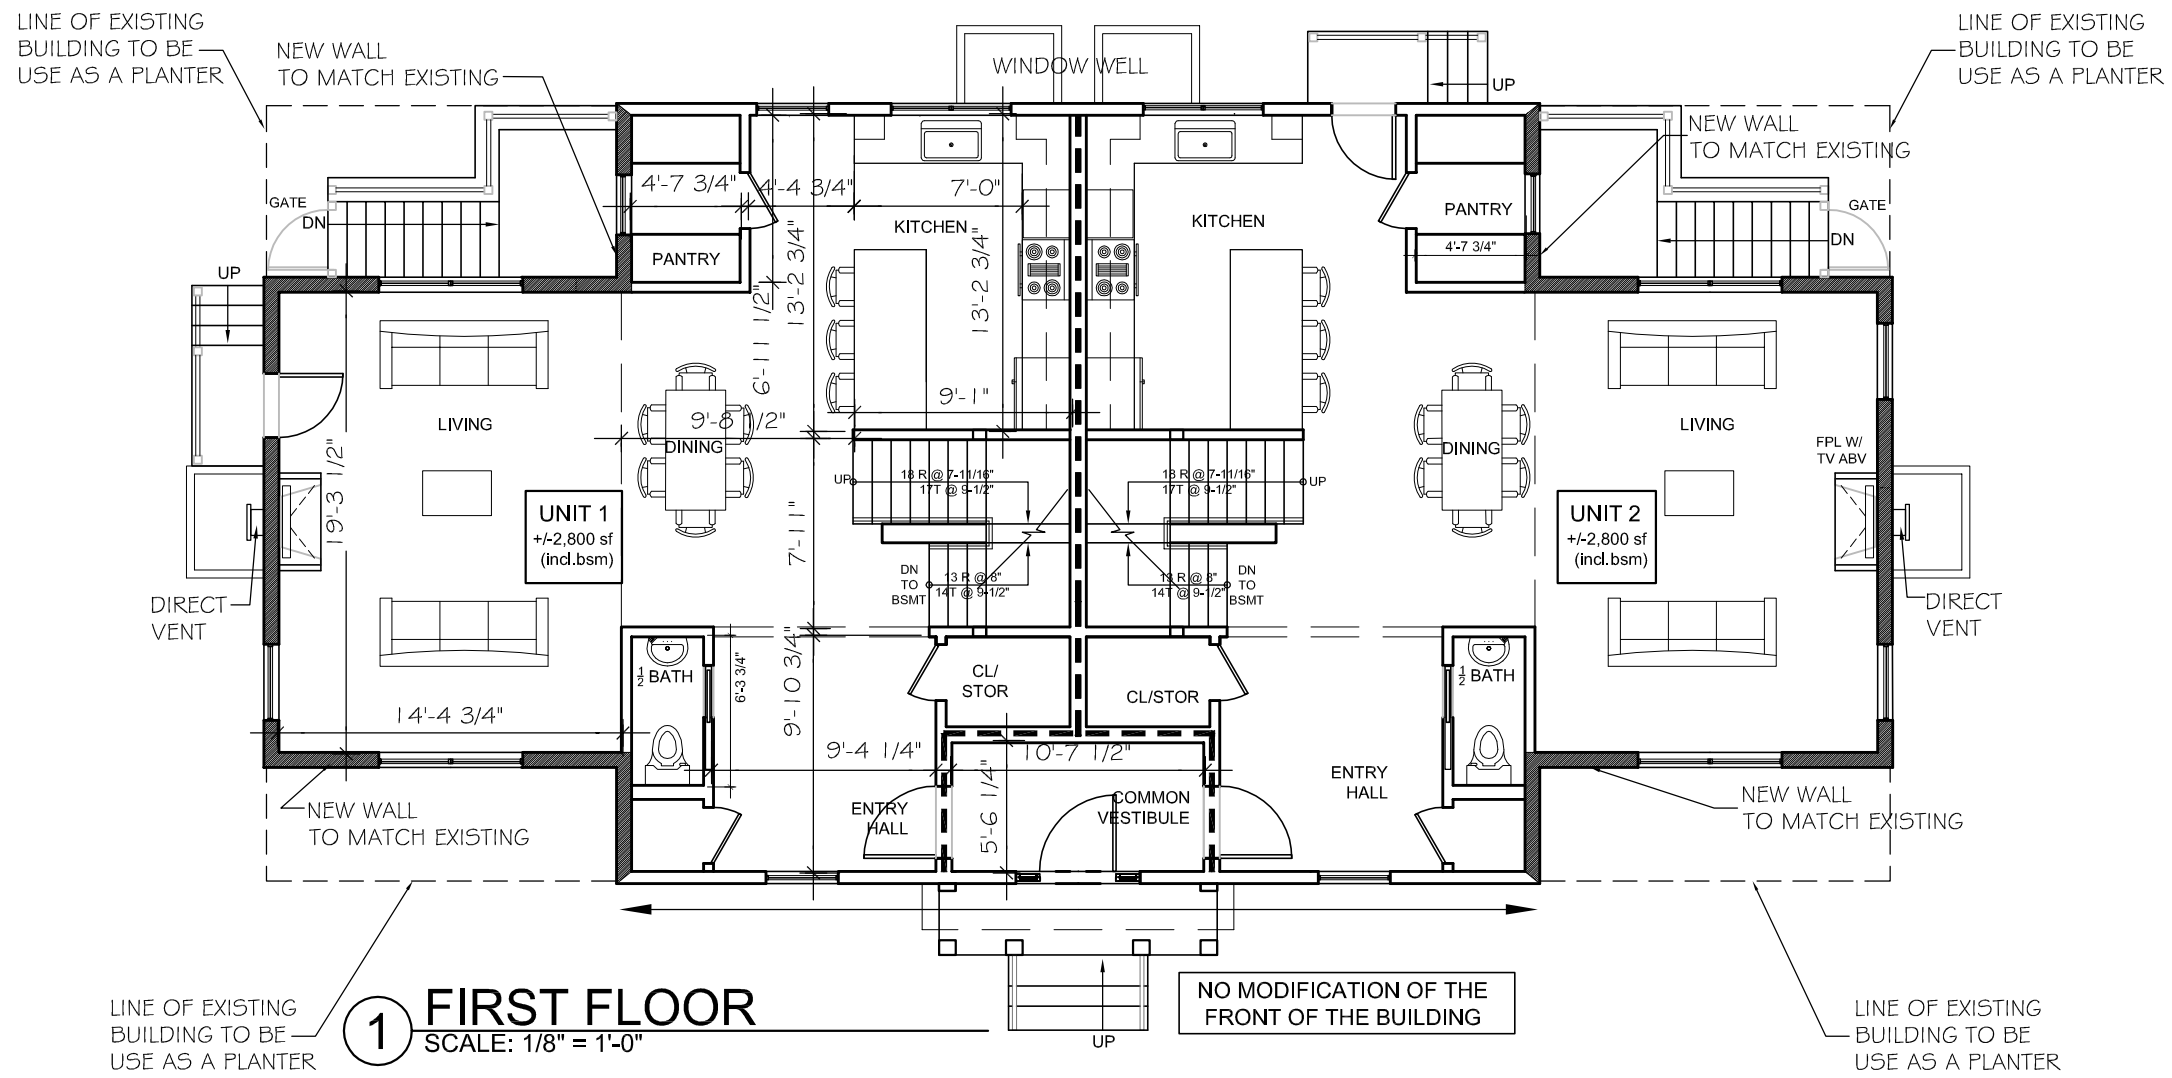 LINE OF EXISTING
BUILDING TO BE
USE AS A PLANTER
NEW WALL
TO MATCH EXISTING
WINDOW WELL
UP
LINE OF EXISTING
BUILDING TO BE
USE AS A PLANTER
NEW WALL
TO MATCH EXISTING
GATE
DN
UP
4'-7 3/4"
4'-4 3/4"
7'-0"
KITCHEN
KITCHEN
PANTRY
PANTRY
4'-7 3/4"
GATE
DN
13'-2 3/4"
6'-11 1/2"
13'-2 3/4"
9'-1"
9'-8 1/2"
LIVING
DINING
DINING
LIVING
FPL W/
TV ABV
19'-3 1/2"
UNIT 1
+/-2,800 sf
(incl.bsm)
7'-11"
UP
18 R @ 7-11/16"
17T @ 9-1/2"
18 R @ 7-11/16"
17T @ 9-1/2"
UP
UNIT 2
+/-2,800 sf
(incl.bsm)
DN
TO
BSMT
13 R @ 8"
14T @ 9-1/2"
13 R @ 8"
14T @ 9-1/2"
DN
TO
BSMT
DIRECT
VENT
DIRECT
VENT
1/2 BATH
6'-3 3/4"
9'-10 3/4"
CL/
STOR
CL/STOR
1/2 BATH
14'-4 3/4"
9'-4 1/4"
10'-7 1/2"
5'-6 1/4"
ENTRY
HALL
COMMON
VESTIBULE
ENTRY
HALL
NEW WALL
TO MATCH EXISTING
NEW WALL
TO MATCH EXISTING
LINE OF EXISTING
BUILDING TO BE
USE AS A PLANTER
1
FIRST FLOOR
SCALE: 1/8" = 1'-0"
UP
NO MODIFICATION OF THE
FRONT OF THE BUILDING
LINE OF EXISTING
BUILDING TO BE
USE AS A PLANTER